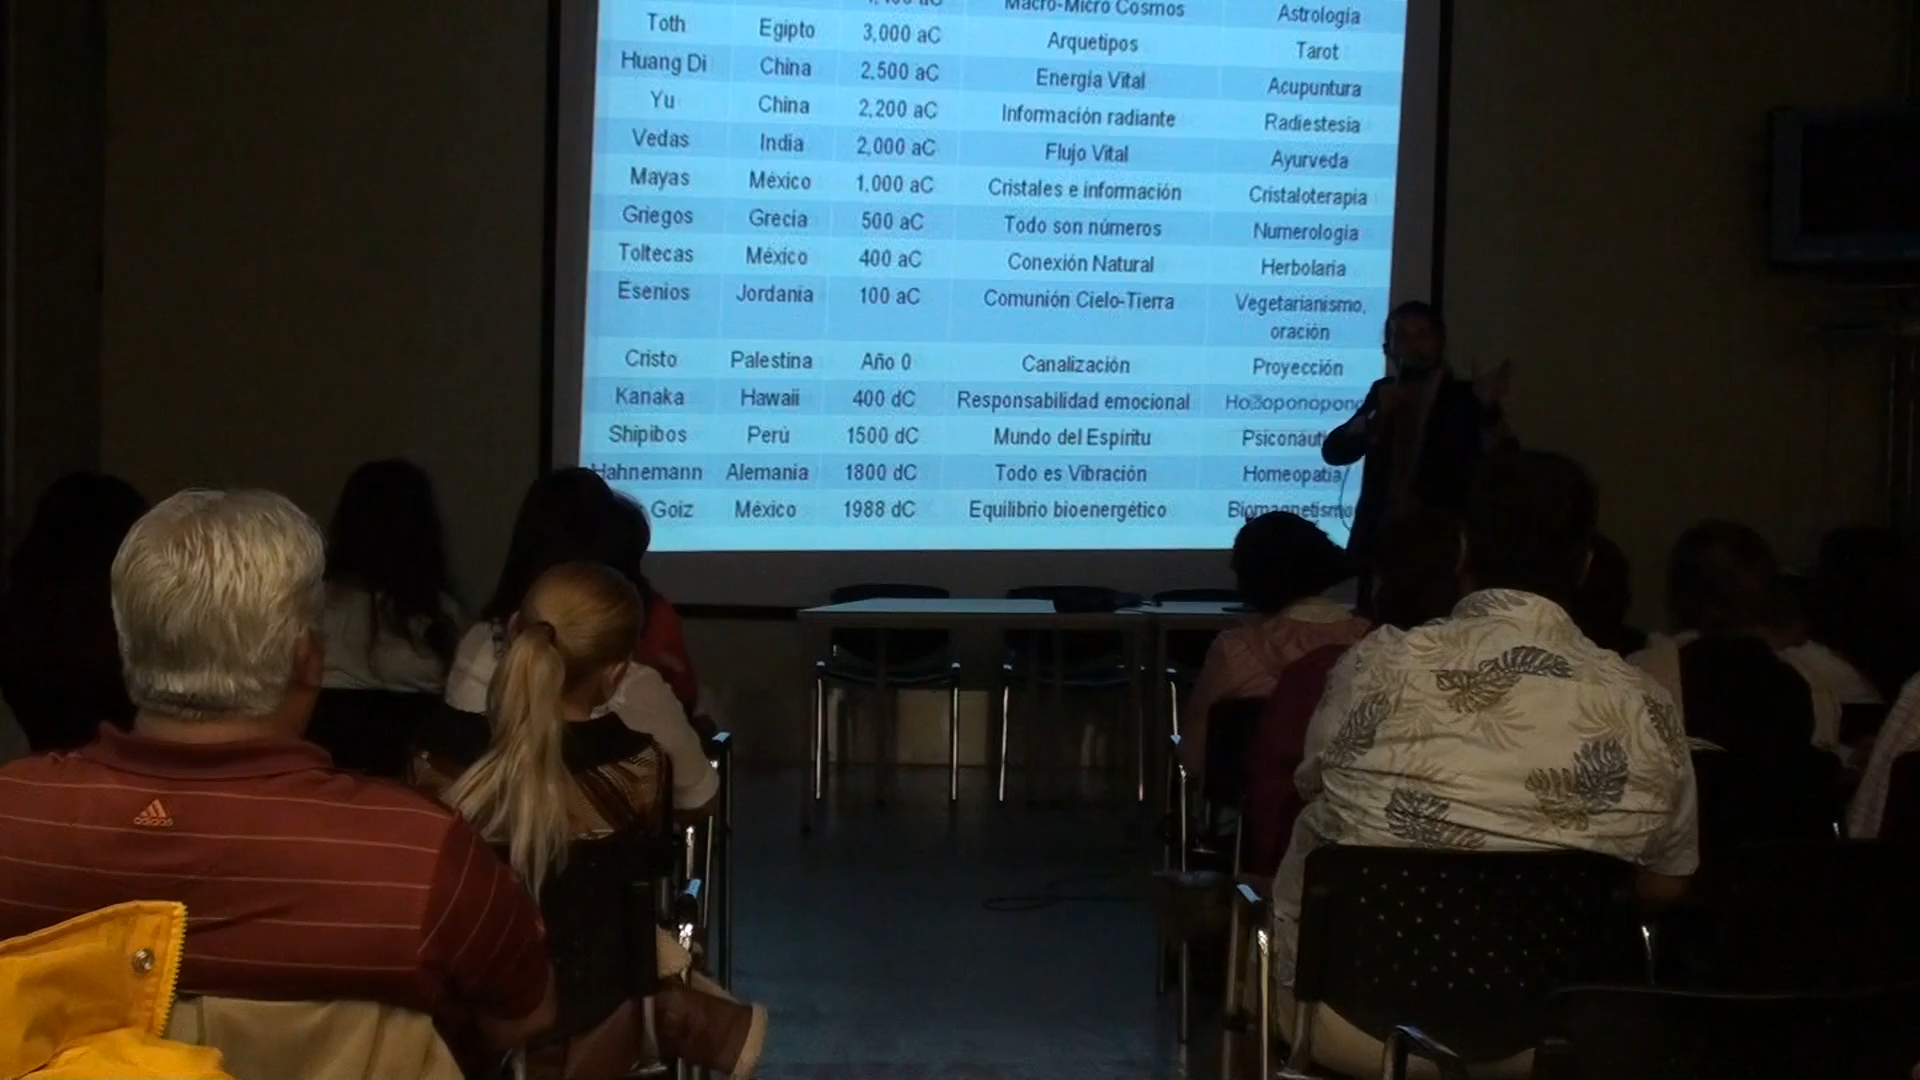 Macro-Micro Cosmos Astrología
Toth Egipto 3,000 aC Arquetipos Tarot
Huang Di China 2,500 aC Energía Vital Acupuntura
Yu China 2,200 aC Información radiante Radiestesia
Vedas India 2,000 aC Flujo Vital Ayurveda
Mayas México 1,000 aC Cristales e información Cristaloterapia
Griegos Grecia 500 aC Todo son números Numerología
Toltecas México 400 aC Conexión Natural Herbolaria
Esenios Jordania 100 aC Comunión Cielo-Tierra Vegetarianismo,
oración
Cristo Palestina Año 0 Canalización Proyección
Kanaka Hawaii 400 dC Responsabilidad emocional
Shipibos Perú 1500 dC Mundo del Espíritu
Hahnemann Alemania 1800 dC Todo es Vibración Homeopatía
Goiz México 1988 dC Equilibrio bioenergético Biomagnetismo
adidas